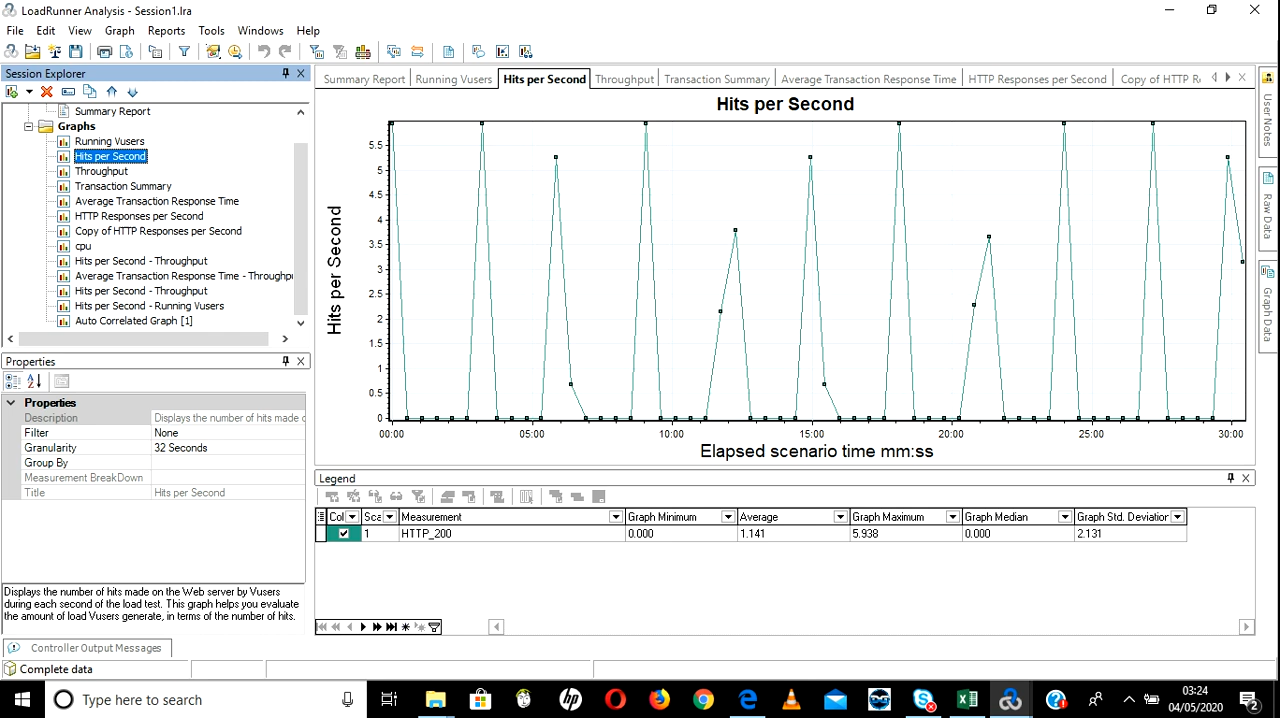 LoadRunner Analysis - Session1.lra
File Edit View Graph Reports Tools Windows Help
Session Explorer
Summary Report
Graphs
Running Vusers
Hits per Second
Throughput
Transaction Summary
Average Transaction Response Time
HTTP Responses per Second
Copy of HTTP Responses per Second
cpu
Hits per Second - Throughput
Average Transaction Response Time - Throughpu
Hits per Second - Throughput
Hits per Second - Running Vusers
Auto Correlated Graph [1]
Properties
Properties
Description Displays the number of hits made o
Filter None
Granularity 32 Seconds
Group By
Measurement BreakDown
Title Hits per Second
Displays the number of hits made on the Web server by Vusers
during each second of the load test. This graph helps you evaluate
the amount of load Vusers generate, in terms of the number of hits.
Controller Output Messages
Complete data
Summary Report Running Vusers Hits per Second Throughput Transaction Summary Average Transaction Response Time HTTP Responses per Second Copy of HTTP R
Hits per Second
Hits per Second
5.5
5
4.5
4
3.5
3
2.5
2
1.5
1
0.5
0
00:00 05:00 10:00 15:00 20:00 25:00 30:00
Elapsed scenario time mm:ss
User Notes
Raw Data
Graph Data
Legend
Col Sca Measurement Graph Minimum Average Graph Maximum Graph Median Graph Std. Deviation
1 HTTP_200 0.000 1.141 5.938 0.000 2.131
Type here to search
03:24
04/05/2020
2